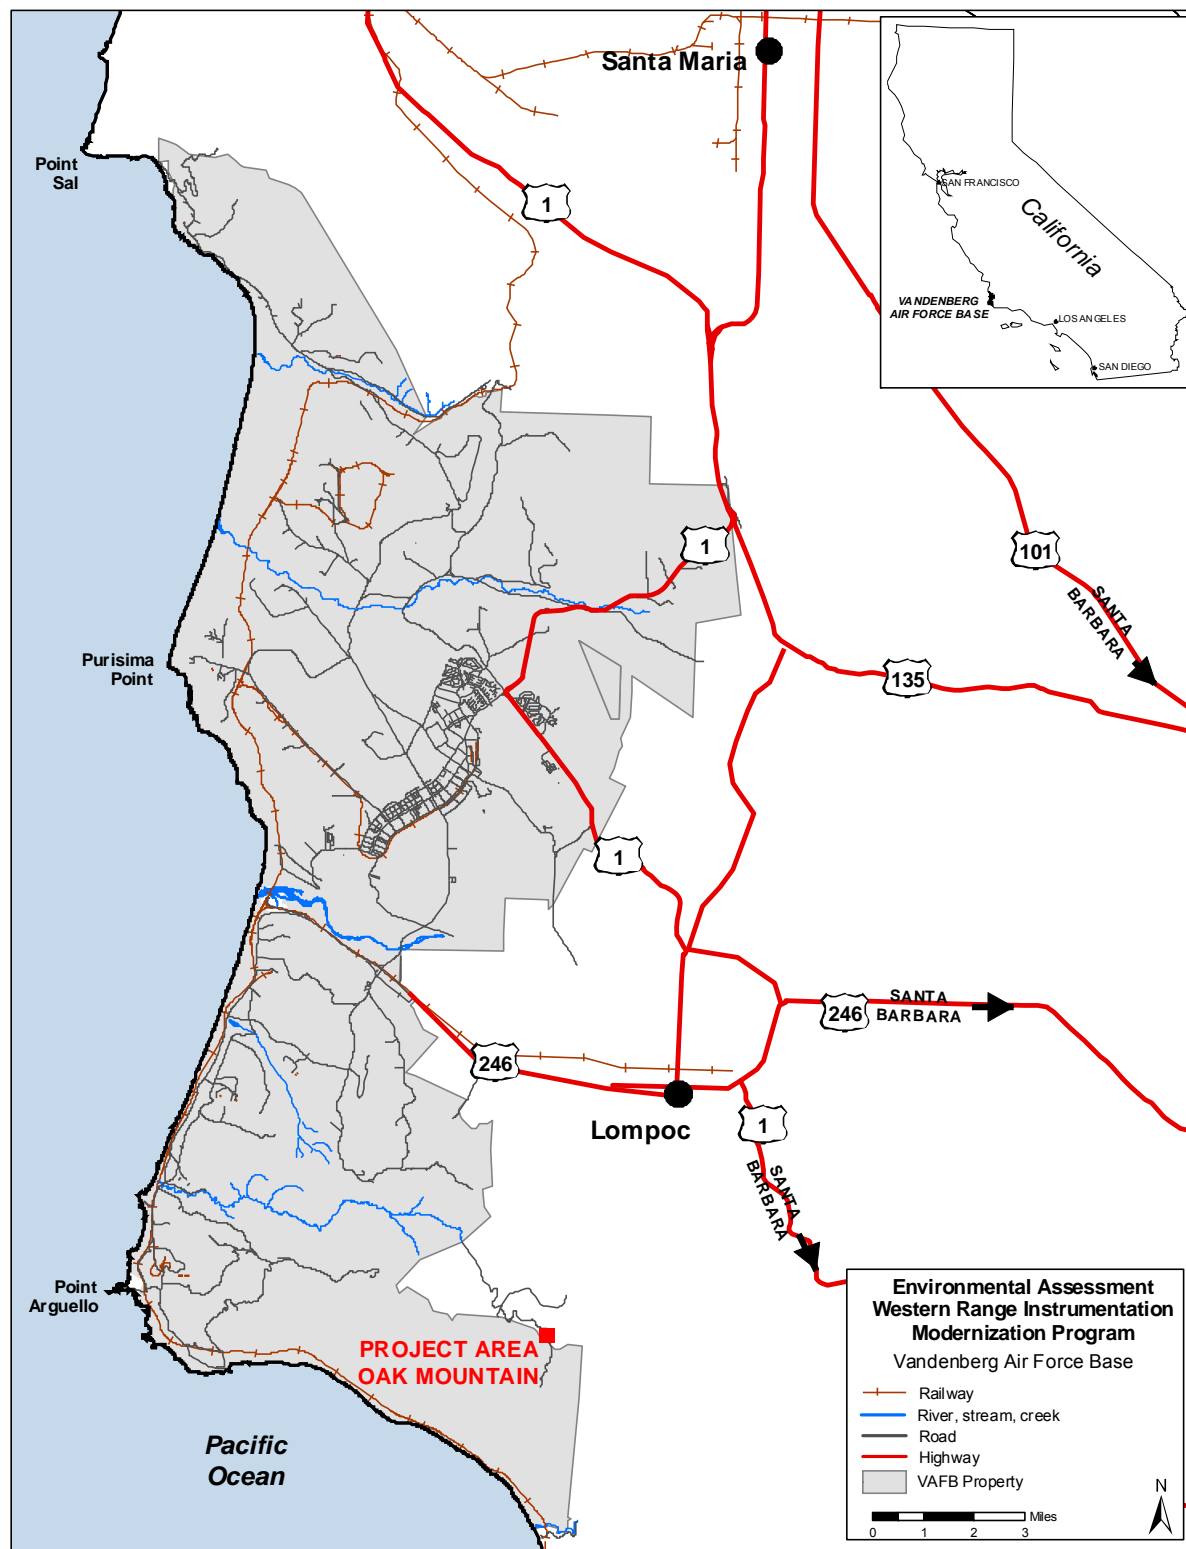 Santa Maria
Point
Sal
1
SAN FRANCISCO
California
VANDENBERG
AIR FORCE BASE
LOS ANGELES
SAN DIEGO
1
101
SANTA
BARBARA
Purisima
Point
135
1
246
SANTA
BARBARA
246
Lompoc
1
SANTA
BARBARA
Point
Arguello
PROJECT AREA
OAK MOUNTAIN
Pacific
Ocean
Environmental Assessment
Western Range Instrumentation
Modernization Program
Vandenberg Air Force Base
Railway
River, stream, creek
Road
Highway
VAFB Property
N
Miles
0 1 2 3